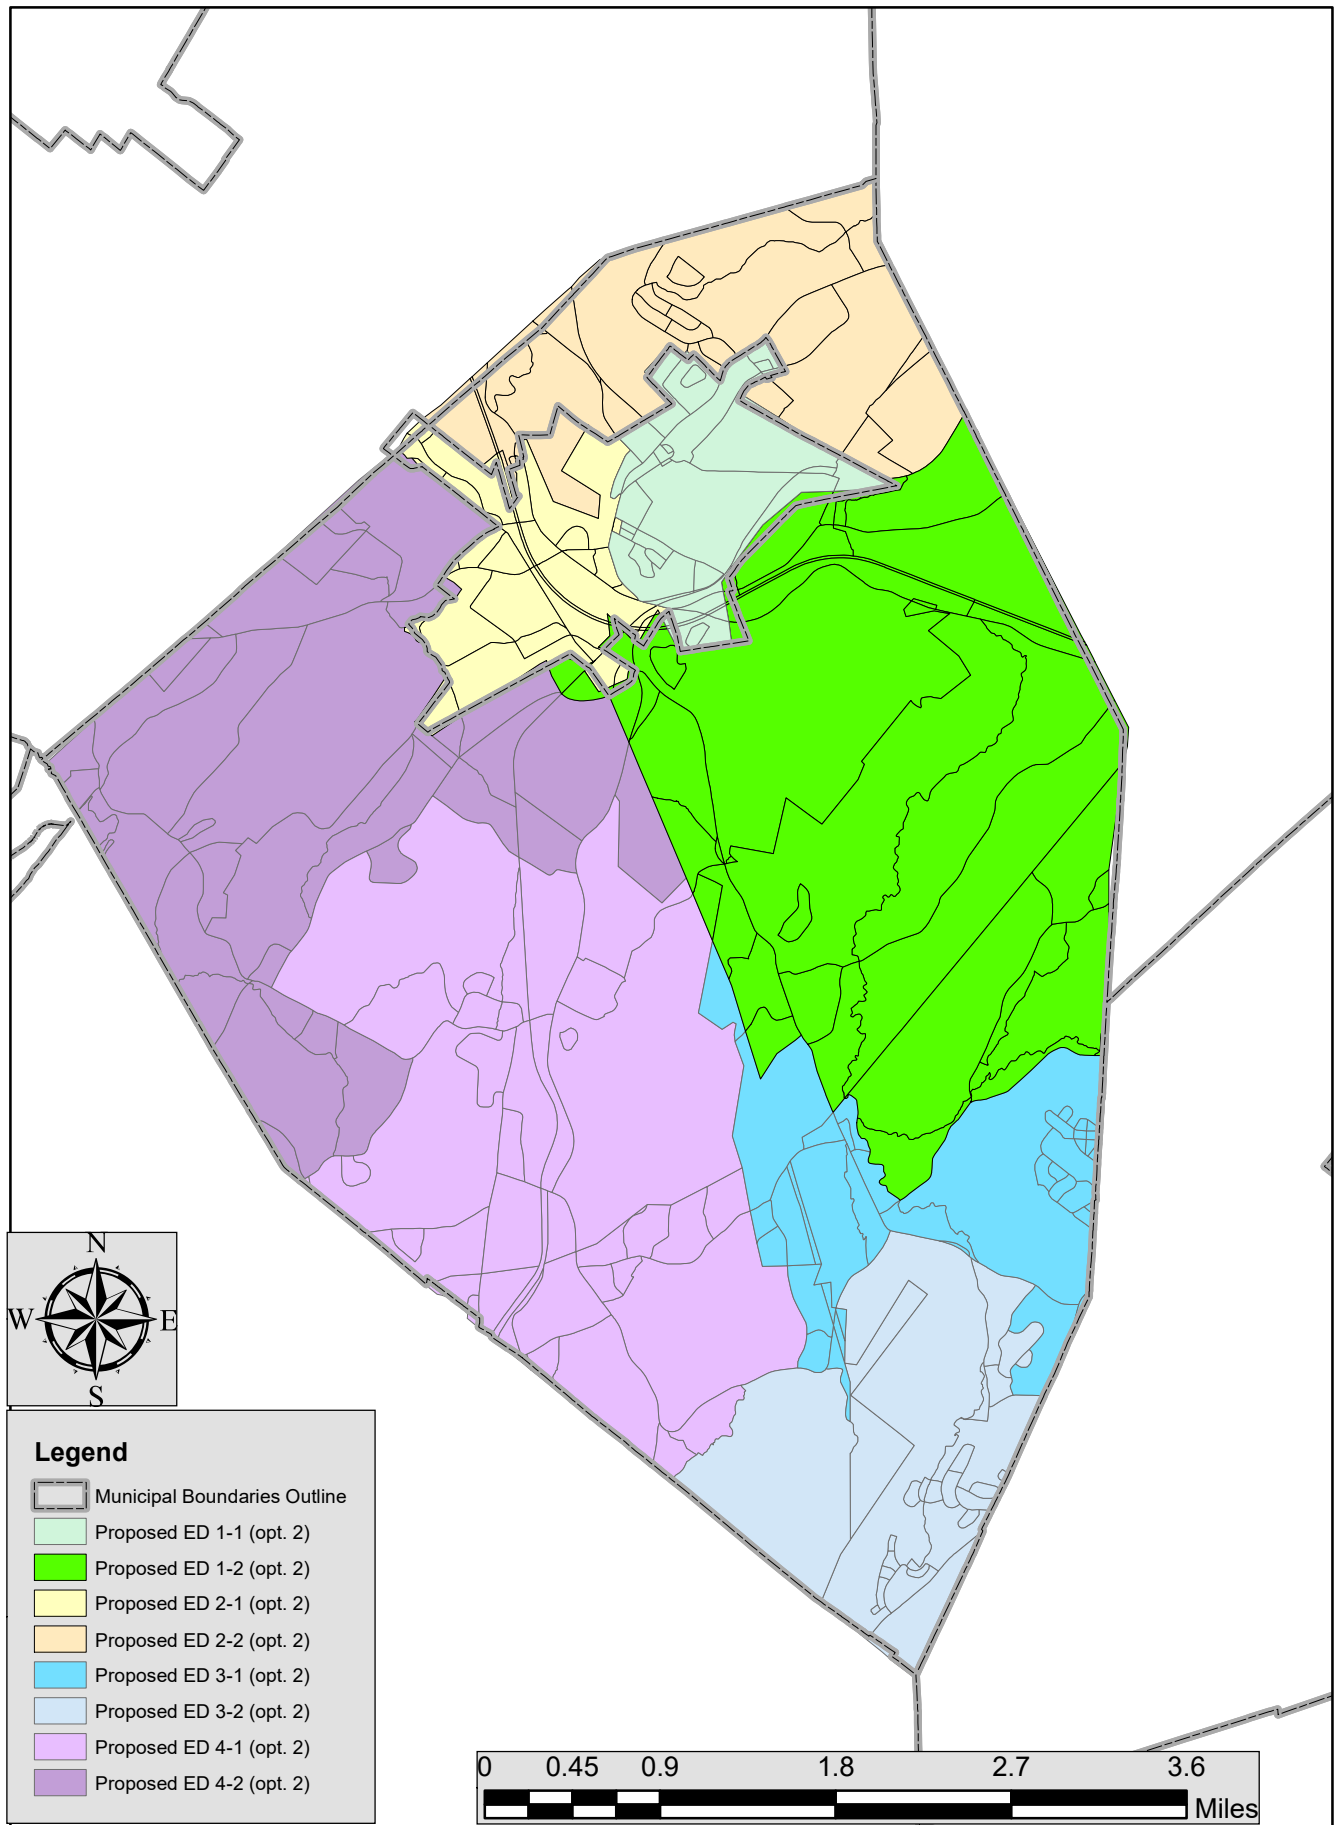 N
W E
S
Legend
Municipal Boundaries Outline
Proposed ED 1-1 (opt. 2)
Proposed ED 1-2 (opt. 2)
Proposed ED 2-1 (opt. 2)
Proposed ED 2-2 (opt. 2)
Proposed ED 3-1 (opt. 2)
Proposed ED 3-2 (opt. 2)
Proposed ED 4-1 (opt. 2)
Proposed ED 4-2 (opt. 2)
0 0.45 0.9 1.8 2.7 3.6
Miles